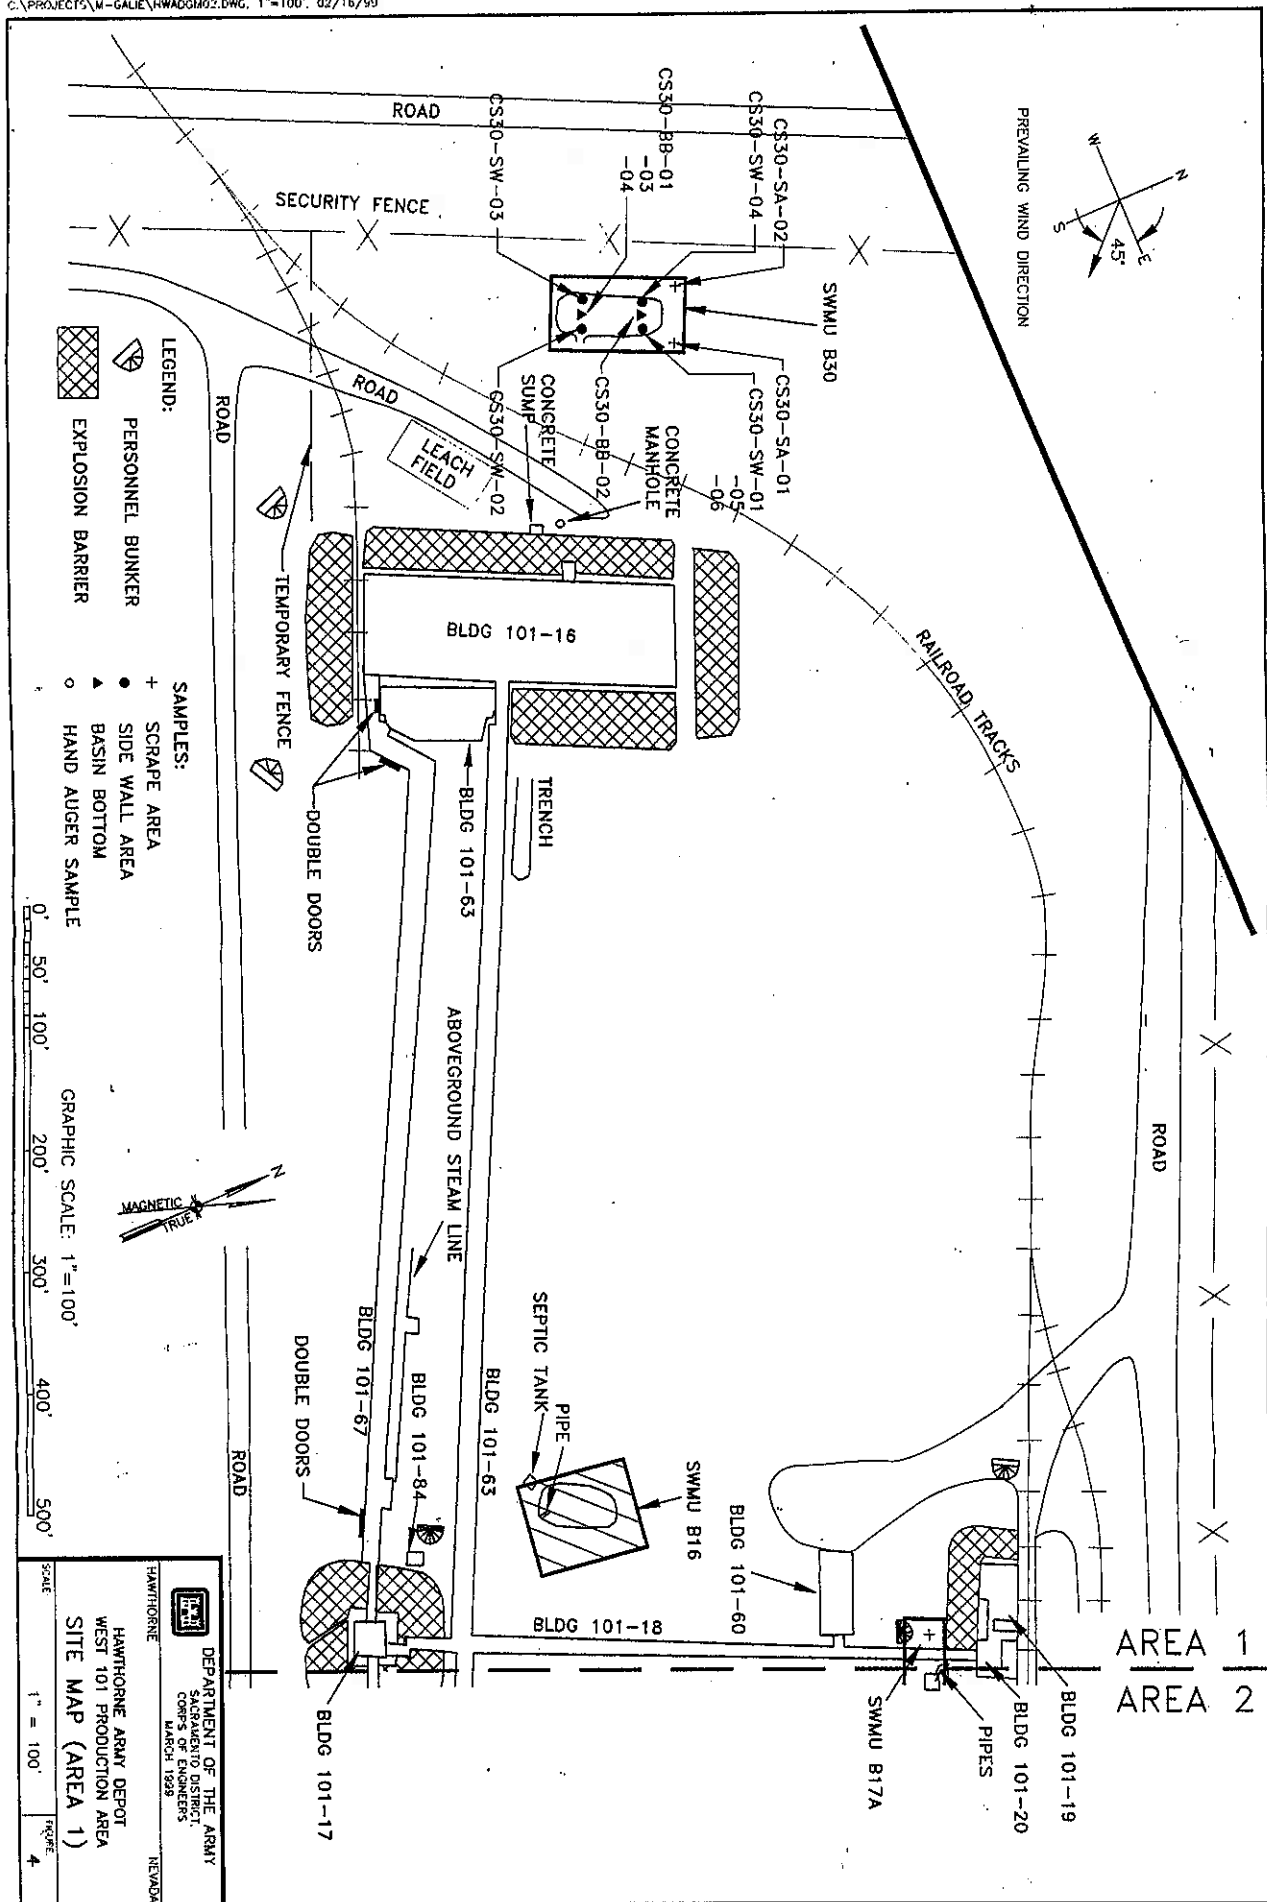 C:\PROJECTS\M-GALIE\HWADGM02.DWG, 1"=100', 02/16/99
PREVAILING WIND DIRECTION
N
W
S
E
45°
ROAD
SECURITY FENCE
CS30-SW-03
CS30-BB-01
-03
-04
CS30-SW-04
CS30-SA-02
SWMU B30
CS30-SA-01
CS30-SW-01
-05
-06
CS30-BB-02
CS30-SW-02
CONCRETE
SUMP
CONCRETE
MANHOLE
LEACH
FIELD
ROAD
ROAD
TEMPORARY FENCE
BLDG 101-16
RAILROAD TRACKS
TRENCH
BLDG 101-63
DOUBLE DOORS
ABOVEGROUND STEAM LINE
ROAD
BLDG 101-67
BLDG 101-84
BLDG 101-63
DOUBLE DOORS
SEPTIC TANK
PIPE
SWMU B16
BLDG 101-60
BLDG 101-18
BLDG 101-17
SWMU B17A
PIPES
BLDG 101-20
BLDG 101-19
AREA 1
AREA 2
ROAD
LEGEND:
PERSONNEL BUNKER
EXPLOSION BARRIER
SAMPLES:
+ SCRAPE AREA
● SIDE WALL AREA
▲ BASIN BOTTOM
○ HAND AUGER SAMPLE
N
MAGNETIC
TRUE
GRAPHIC SCALE: 1"=100'
0' 50' 100' 200' 300' 400' 500'
DEPARTMENT OF THE ARMY
SACRAMENTO DISTRICT,
CORPS OF ENGINEERS
MARCH 1999
HAWTHORNE NEVADA
HAWTHORNE ARMY DEPOT
WEST 101 PRODUCTION AREA
SITE MAP (AREA 1)
SCALE: 1" = 100'
FIGURE: 4